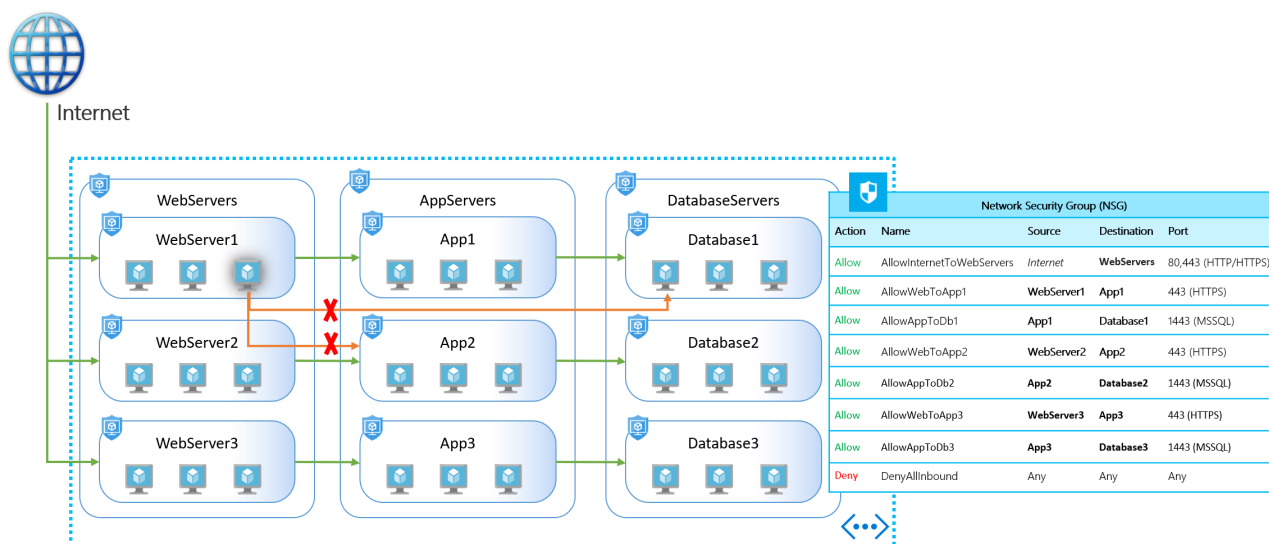 Internet
WebServers
AppServers
DatabaseServers
WebServer1
App1
Database1
WebServer2
App2
Database2
WebServer3
App3
Database3
Network Security Group (NSG)
Action Name Source Destination Port
Allow AllowInternetToWebServers Internet WebServers 80,443 (HTTP/HTTPS)
Allow AllowWebToApp1 WebServer1 App1 443 (HTTPS)
Allow AllowAppToDb1 App1 Database1 1443 (MSSQL)
Allow AllowWebToApp2 WebServer2 App2 443 (HTTPS)
Allow AllowAppToDb2 App2 Database2 1443 (MSSQL)
Allow AllowWebToApp3 WebServer3 App3 443 (HTTPS)
Allow AllowAppToDb3 App3 Database3 1443 (MSSQL)
Deny DenyAllInbound Any Any Any